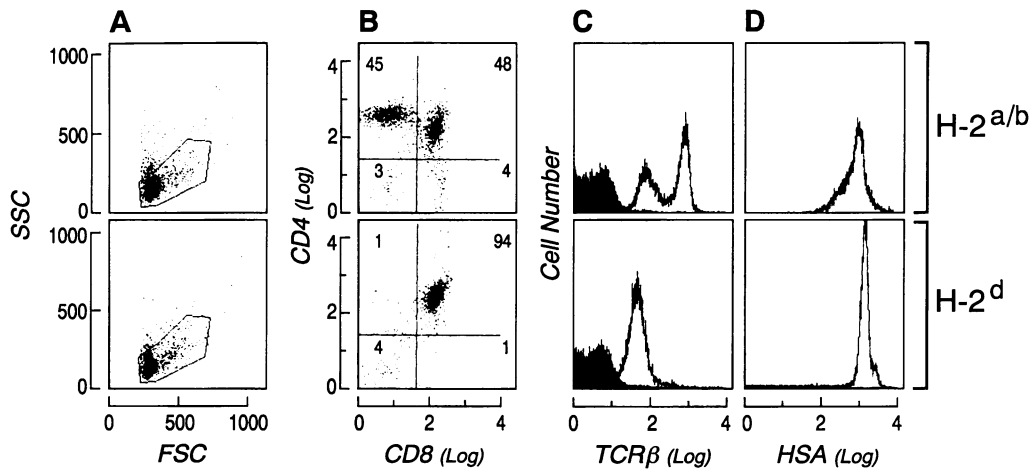 A B C D
1000
500
0
1000
500
0
SSC
0 500 1000
FSC
45 48
3 4
1 94
4 1
4
2
0
4
2
0
CD4 (Log)
0 2 4
CD8 (Log)
Cell Number
0 2 4
TCRβ (Log)
2 4
HSA (Log)
H-2a/b
H-2d